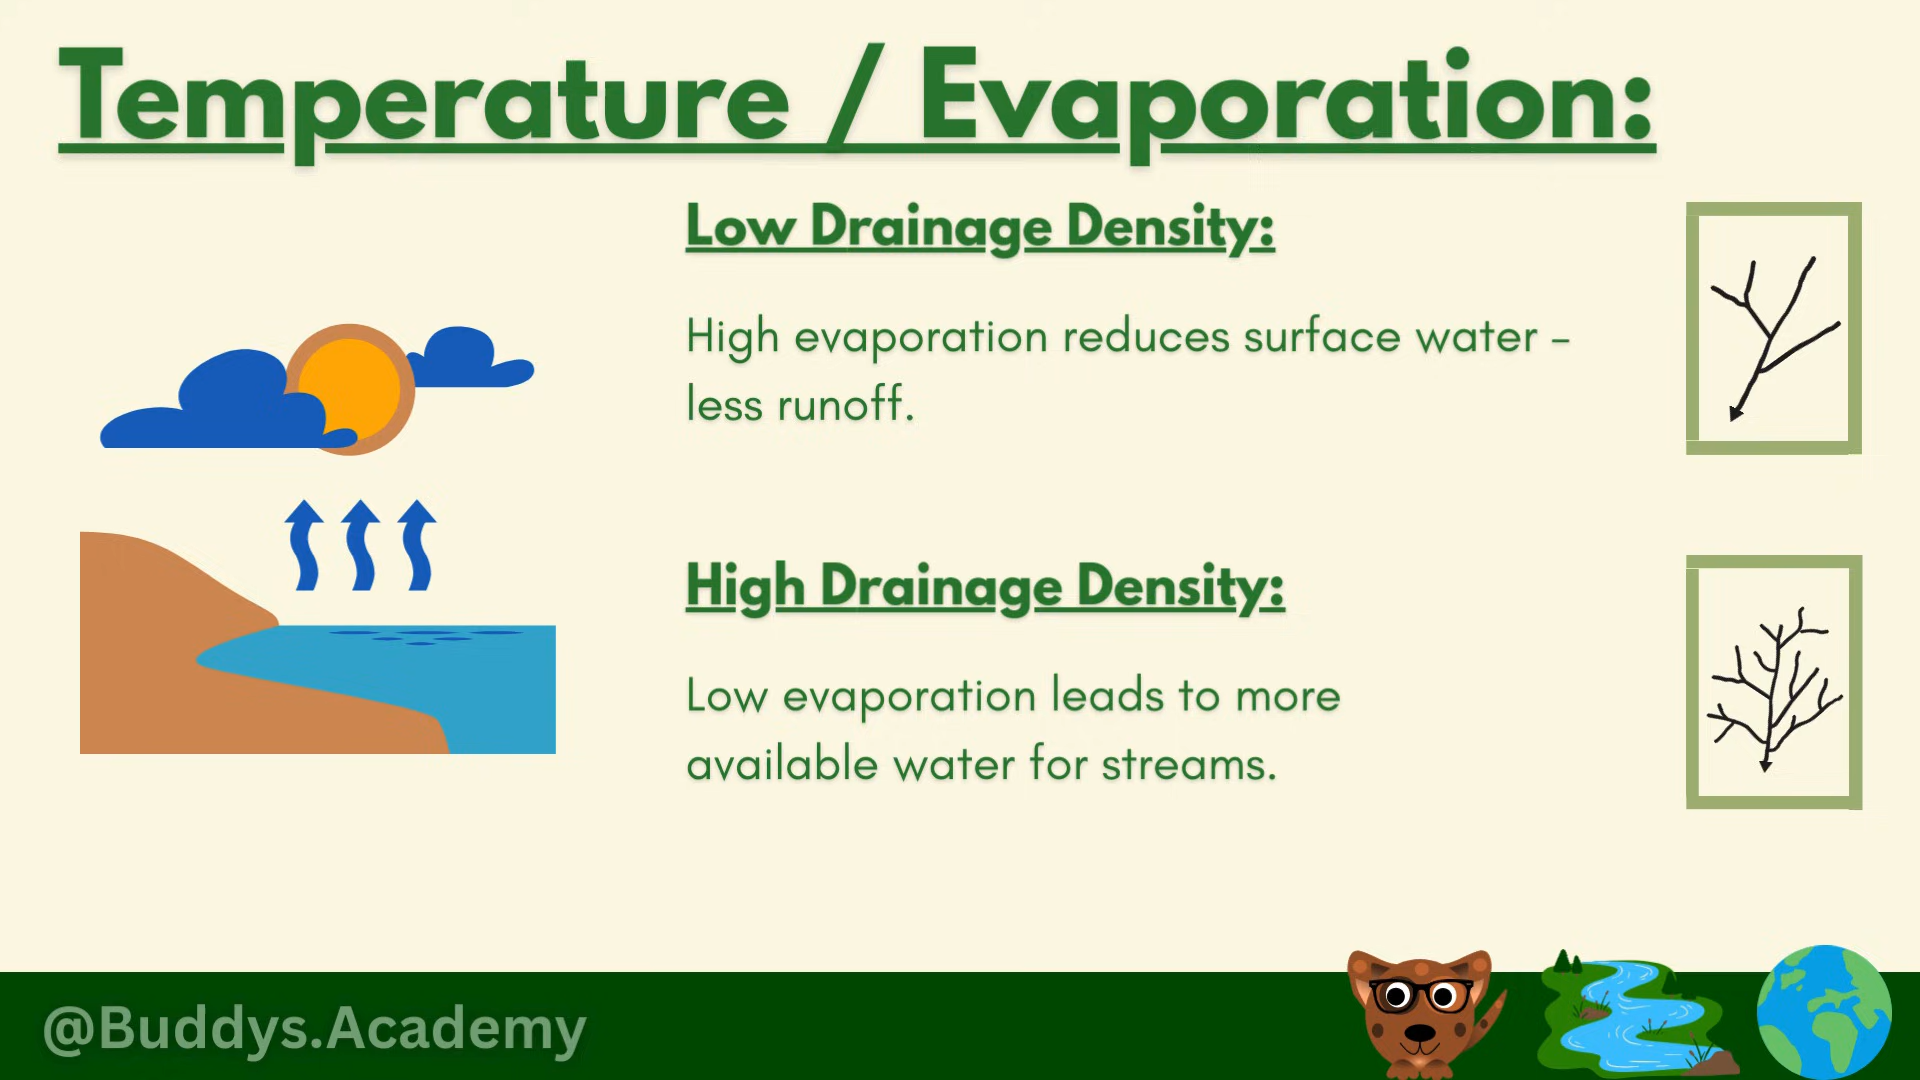 Temperature / Evaporation:
Low Drainage Density:
High evaporation reduces surface water –
less runoff.
High Drainage Density:
Low evaporation leads to more
available water for streams.
@Buddys.Academy